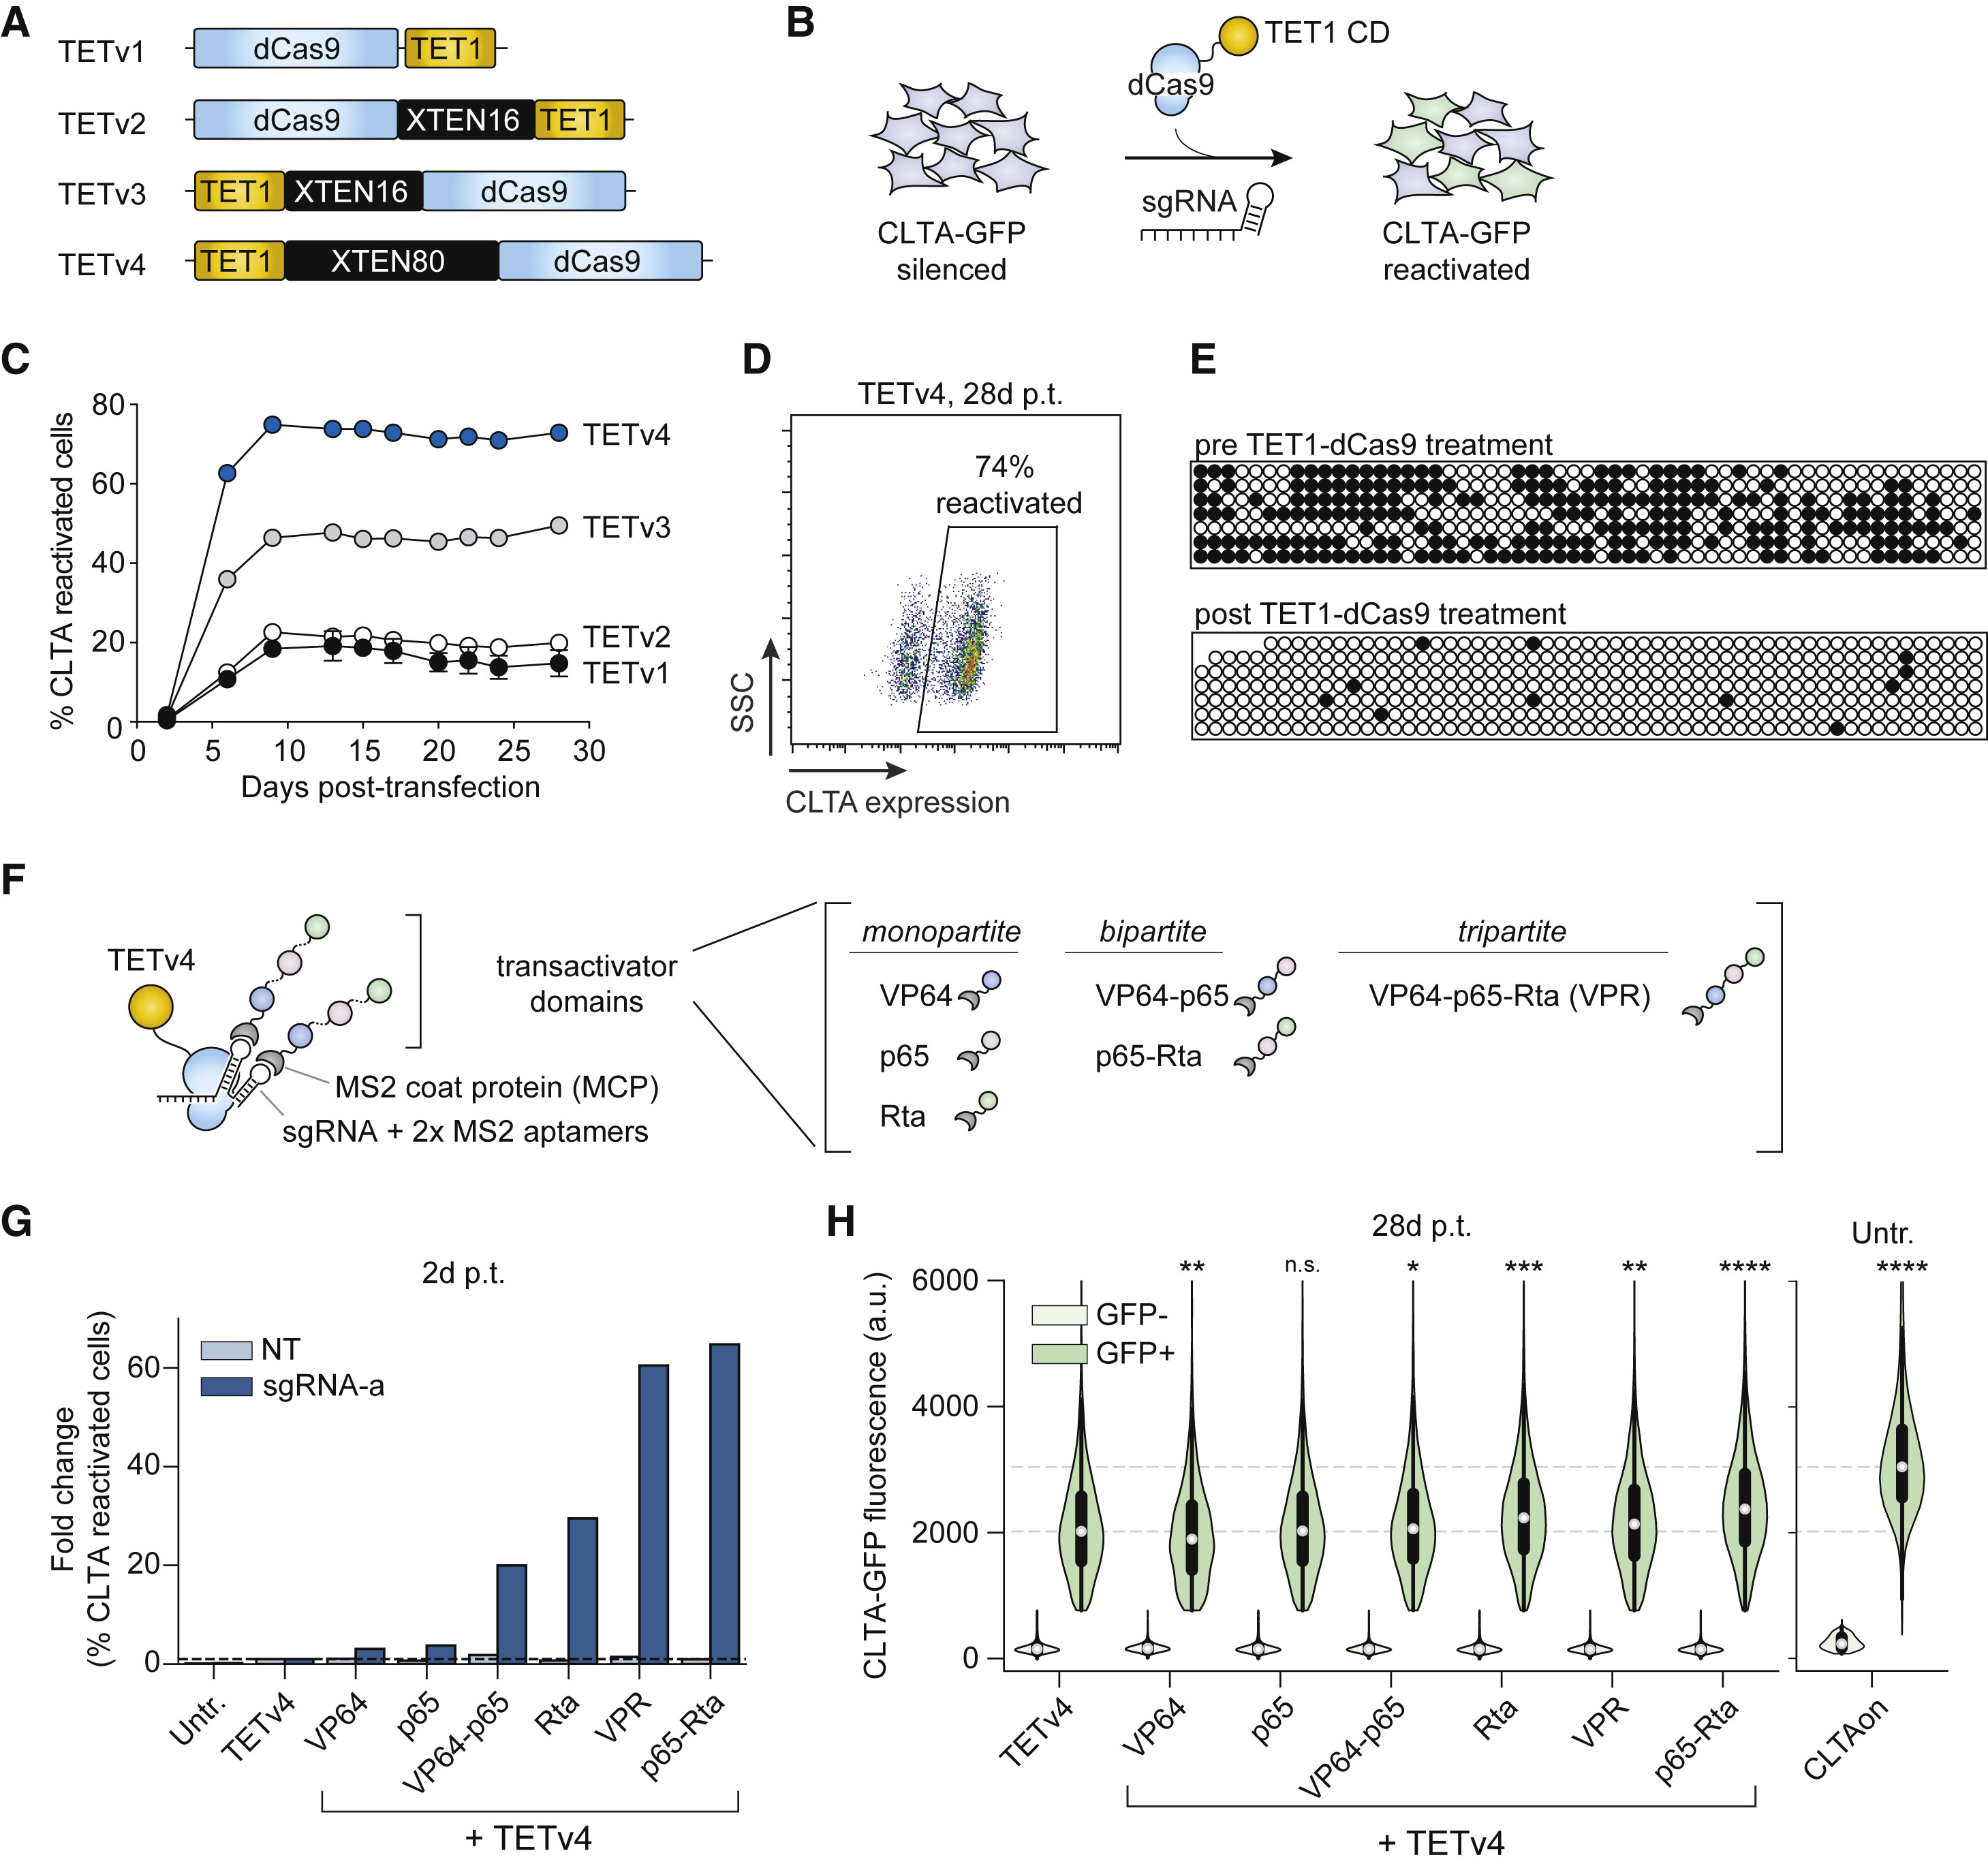 A
TETv1
dCas9
TET1
TETv2
dCas9
XTEN16
TET1
TETv3
TET1
XTEN16
dCas9
TETv4
TET1
XTEN80
dCas9
B
TET1 CD
dCas9
sgRNA
CLTA-GFP
silenced
CLTA-GFP
reactivated
C
% CLTA reactivated cells
80
60
40
20
0
0
5
10
15
20
25
30
Days post-transfection
TETv4
TETv3
TETv2
TETv1
D
TETv4, 28d p.t.
74%
reactivated
SSC
CLTA expression
E
pre TET1-dCas9 treatment
post TET1-dCas9 treatment
F
TETv4
MS2 coat protein (MCP)
sgRNA + 2x MS2 aptamers
transactivator
domains
monopartite
VP64
p65
Rta
bipartite
VP64-p65
p65-Rta
tripartite
VP64-p65-Rta (VPR)
G
2d p.t.
NT
sgRNA-a
Fold change
(% CLTA reactivated cells)
60
40
20
0
Untr.
TETv4
VP64
p65
VP64-p65
Rta
VPR
p65-Rta
+ TETv4
H
28d p.t.
Untr.
** n.s. * *** ** **** ****
GFP-
GFP+
CLTA-GFP fluorescence (a.u.)
6000
4000
2000
0
TETv4
VP64
p65
VP64-p65
Rta
VPR
p65-Rta
CLTAon
+ TETv4